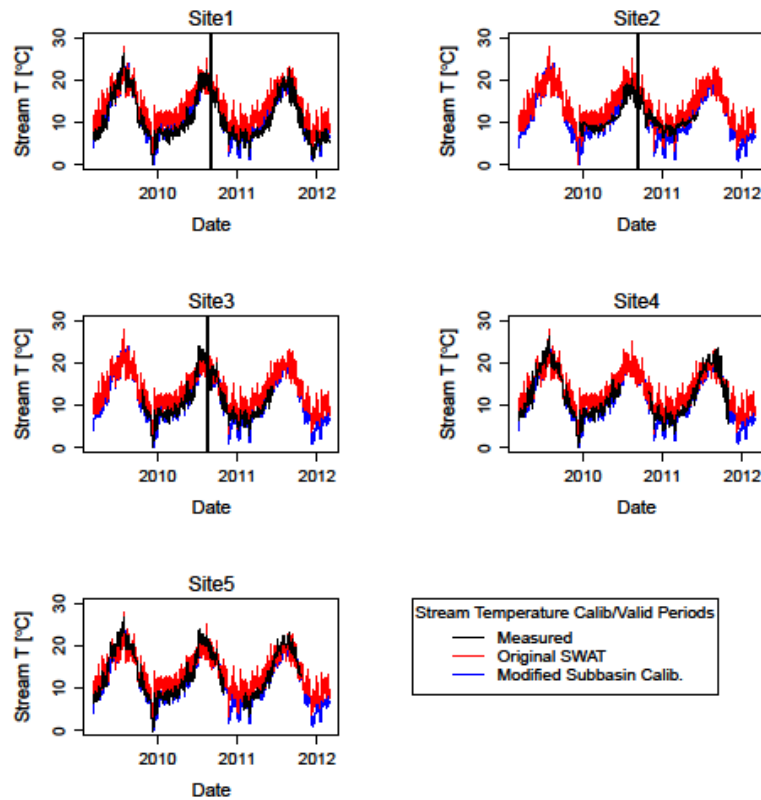 Site1
Stream T [°C]
30
20
10
0
2010 2011 2012
Date
Site2
Stream T [°C]
30
20
10
0
2010 2011 2012
Date
Site3
Stream T [°C]
30
20
10
0
2010 2011 2012
Date
Site4
Stream T [°C]
30
20
10
0
2010 2011 2012
Date
Site5
Stream T [°C]
30
20
10
0
2010 2011 2012
Date
Stream Temperature Calib/Valid Periods
Measured
Original SWAT
Modified Subbasin Calib.